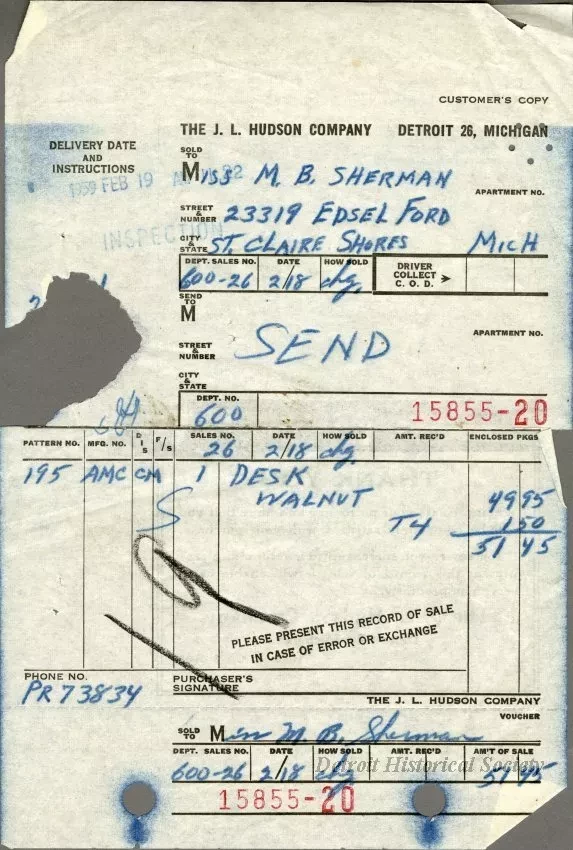 CUSTOMER'S COPY
THE J. L. HUDSON COMPANY DETROIT 26, MICHIGAN
DELIVERY DATE
AND
INSTRUCTIONS
1959 FEB 19
INSPECTION
SOLD
TO
MISS M. B. SHERMAN
APARTMENT NO.
STREET
&
NUMBER
23319 EDSEL FORD
CITY
&
STATE
ST. CLAIRE SHORES MICH
DEPT. SALES NO. DATE HOW SOLD DRIVER
COLLECT
C. O. D.
600-26 2/18 chg.
SEND
TO
M
SEND
APARTMENT NO.
STREET
&
NUMBER
CITY
&
STATE
DEPT. NO.
600
15855-20
PATTERN NO. MFG. NO. DIS F/S SALES NO. DATE HOW SOLD AMT. REC'D ENCLOSED PKGS
26 2/18 chg
195 AMC CM 1 DESK
WALNUT 49 95
S T4 1 50
51 45
PLEASE PRESENT THIS RECORD OF SALE
IN CASE OF ERROR OR EXCHANGE
PHONE NO.
PR 73834
PURCHASER'S
SIGNATURE
THE J. L. HUDSON COMPANY
VOUCHER
SOLD
TO
Miss M. B. Sherman
DEPT. SALES NO. DATE HOW SOLD AMT. REC'D AM'T OF SALE
600-26 2/18 chg 51 45
Detroit Historical Society
15855-20